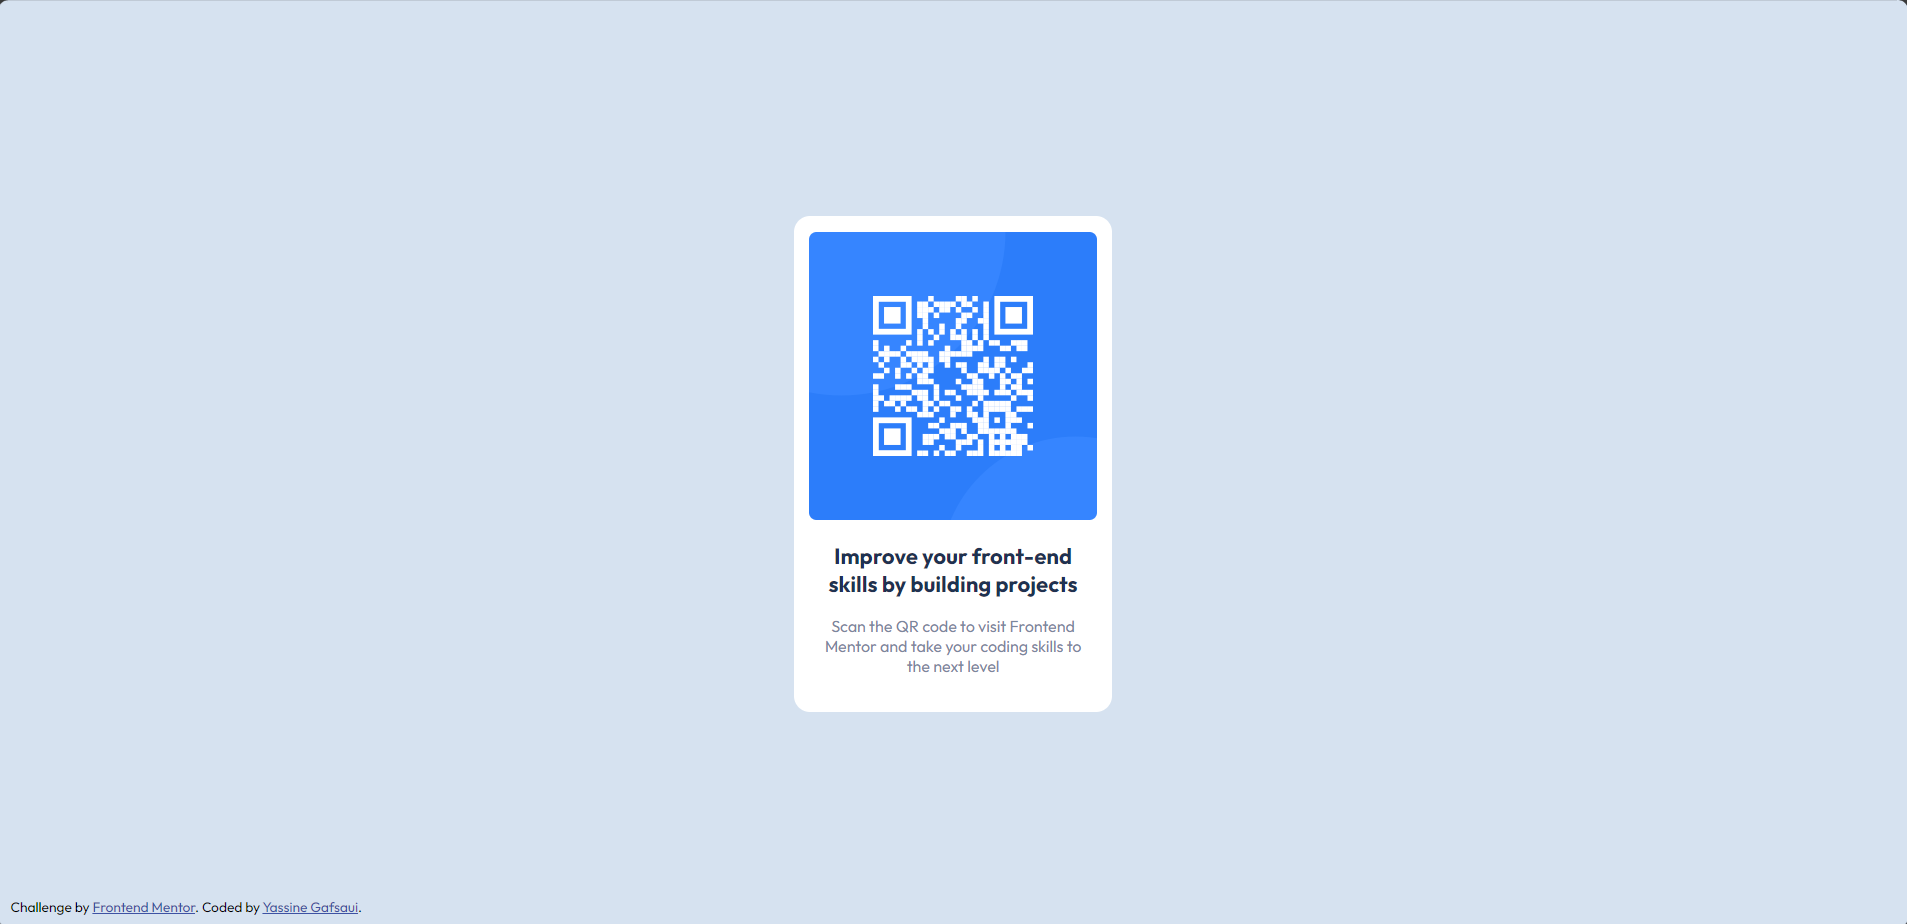 Improve your front-end
skills by building projects
Scan the QR code to visit Frontend
Mentor and take your coding skills to
the next level
Challenge by Frontend Mentor. Coded by Yassine Gafsaui.